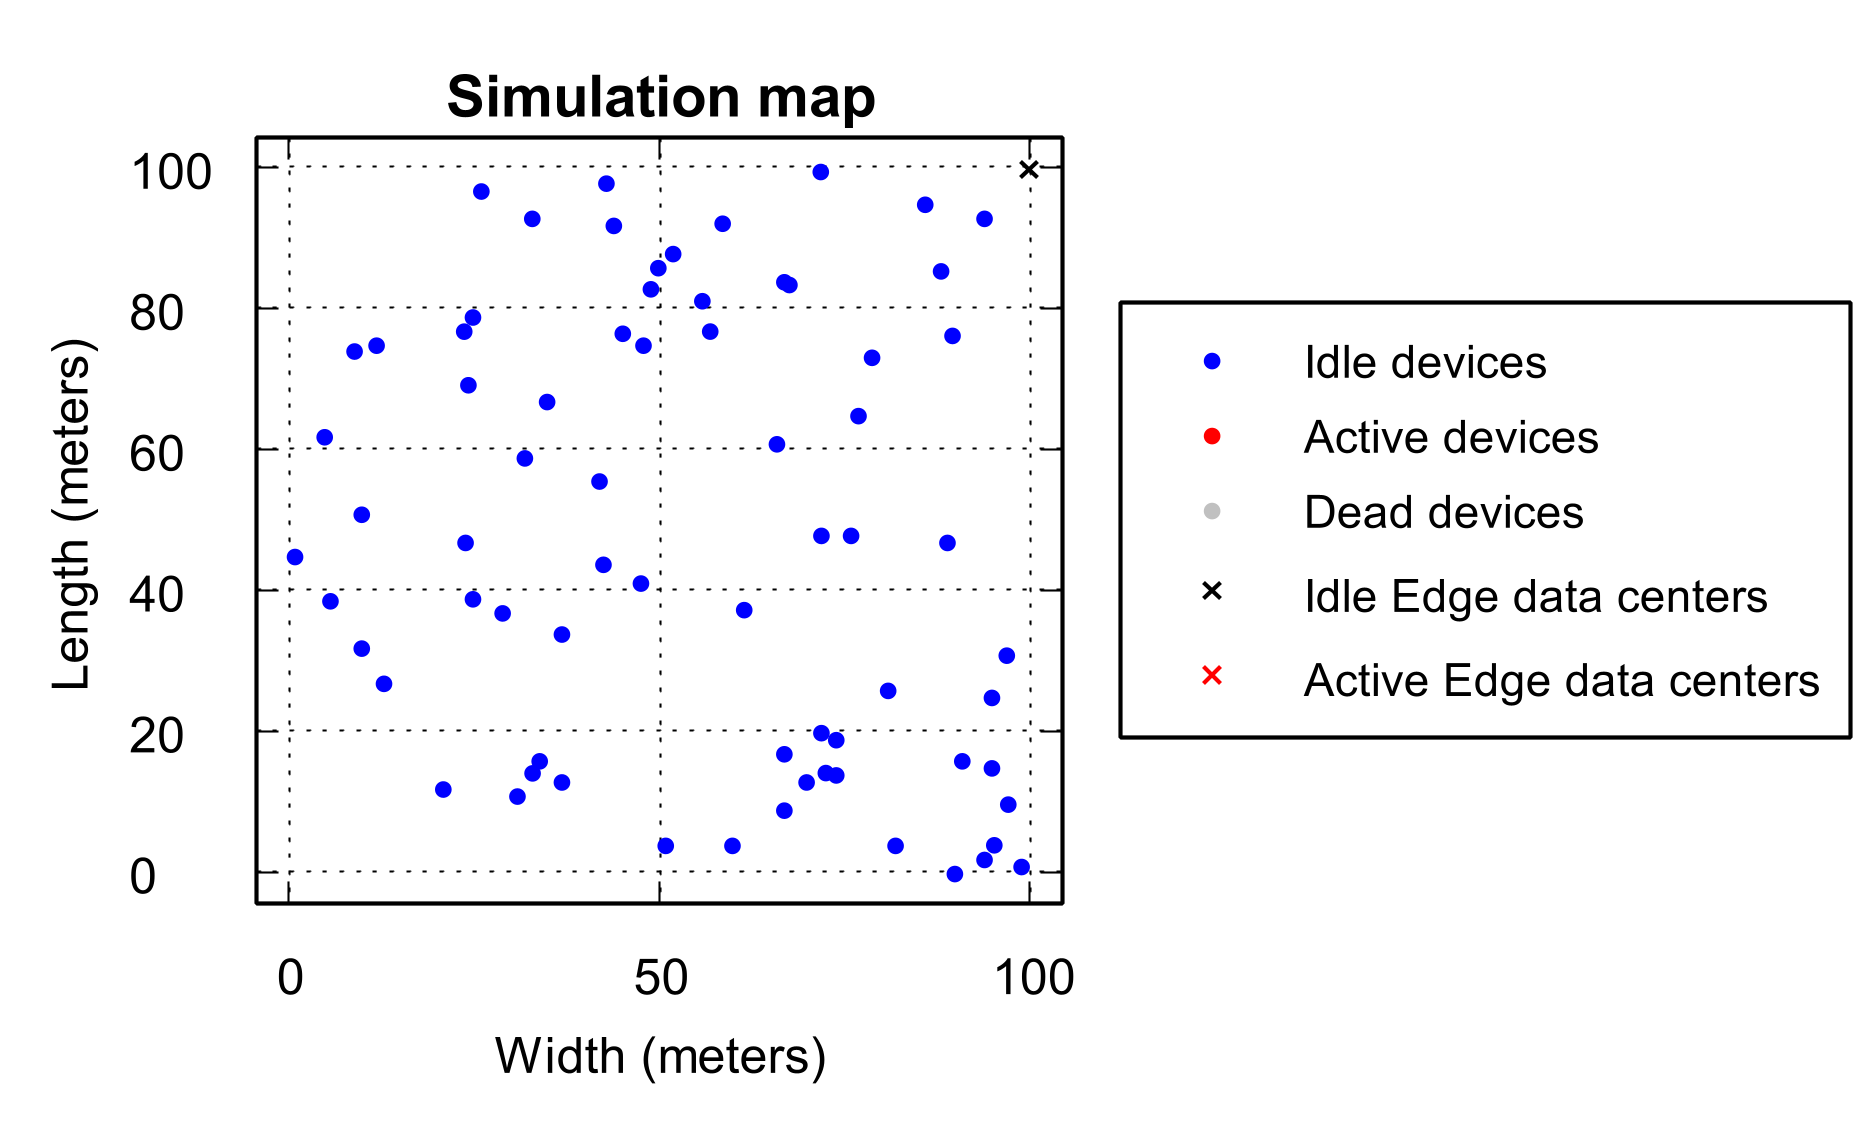 Simulation map
100
80
60
40
20
0
Length (meters)
0 50 100
Width (meters)
Idle devices
Active devices
Dead devices
Idle Edge data centers
Active Edge data centers